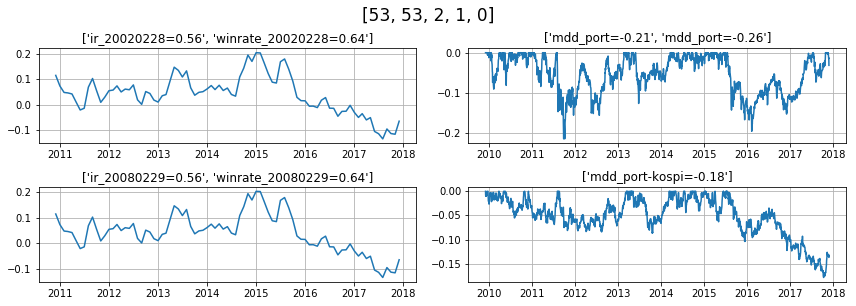 [53, 53, 2, 1, 0]
['ir_20020228=0.56', 'winrate_20020228=0.64']
0.2
0.1
0.0
−0.1
2011 2012 2013 2014 2015 2016 2017 2018
['mdd_port=-0.21', 'mdd_port=-0.26']
0.0
−0.1
−0.2
2010 2011 2012 2013 2014 2015 2016 2017 2018
['ir_20080229=0.56', 'winrate_20080229=0.64']
0.2
0.1
0.0
−0.1
2011 2012 2013 2014 2015 2016 2017 2018
['mdd_port-kospi=-0.18']
0.00
−0.05
−0.10
−0.15
2010 2011 2012 2013 2014 2015 2016 2017 2018